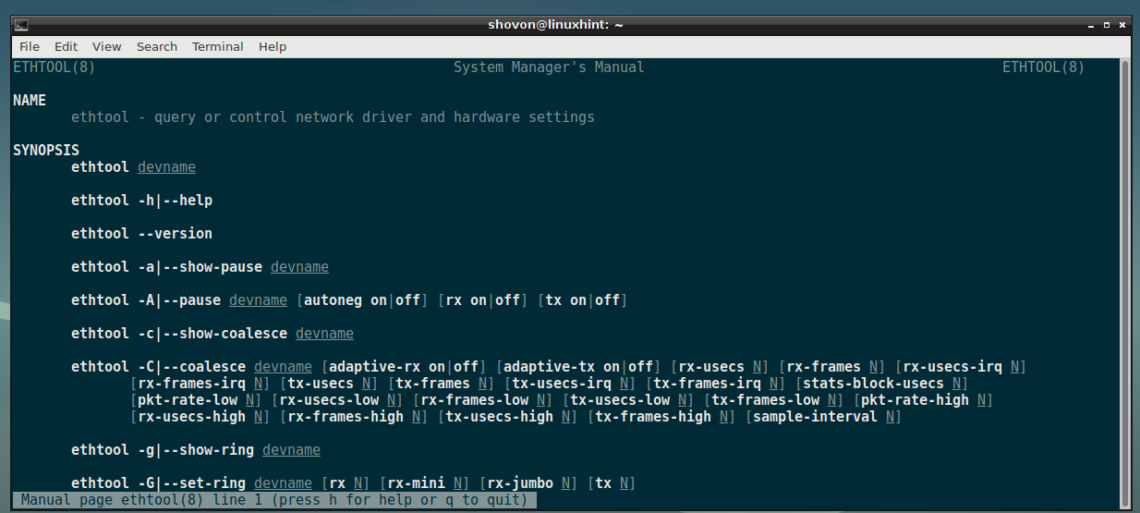 shovon@linuxhint: ~
File Edit View Search Terminal Help
ETHTOOL(8) System Manager's Manual ETHTOOL(8)
NAME
ethtool - query or control network driver and hardware settings
SYNOPSIS
ethtool devname
ethtool -h|--help
ethtool --version
ethtool -a|--show-pause devname
ethtool -A|--pause devname [autoneg on|off] [rx on|off] [tx on|off]
ethtool -c|--show-coalesce devname
ethtool -C|--coalesce devname [adaptive-rx on|off] [adaptive-tx on|off] [rx-usecs N] [rx-frames N] [rx-usecs-irq N]
[rx-frames-irq N] [tx-usecs N] [tx-frames N] [tx-usecs-irq N] [tx-frames-irq N] [stats-block-usecs N]
[pkt-rate-low N] [rx-usecs-low N] [rx-frames-low N] [tx-usecs-low N] [tx-frames-low N] [pkt-rate-high N]
[rx-usecs-high N] [rx-frames-high N] [tx-usecs-high N] [tx-frames-high N] [sample-interval N]
ethtool -g|--show-ring devname
ethtool -G|--set-ring devname [rx N] [rx-mini N] [rx-jumbo N] [tx N]
Manual page ethtool(8) line 1 (press h for help or q to quit)